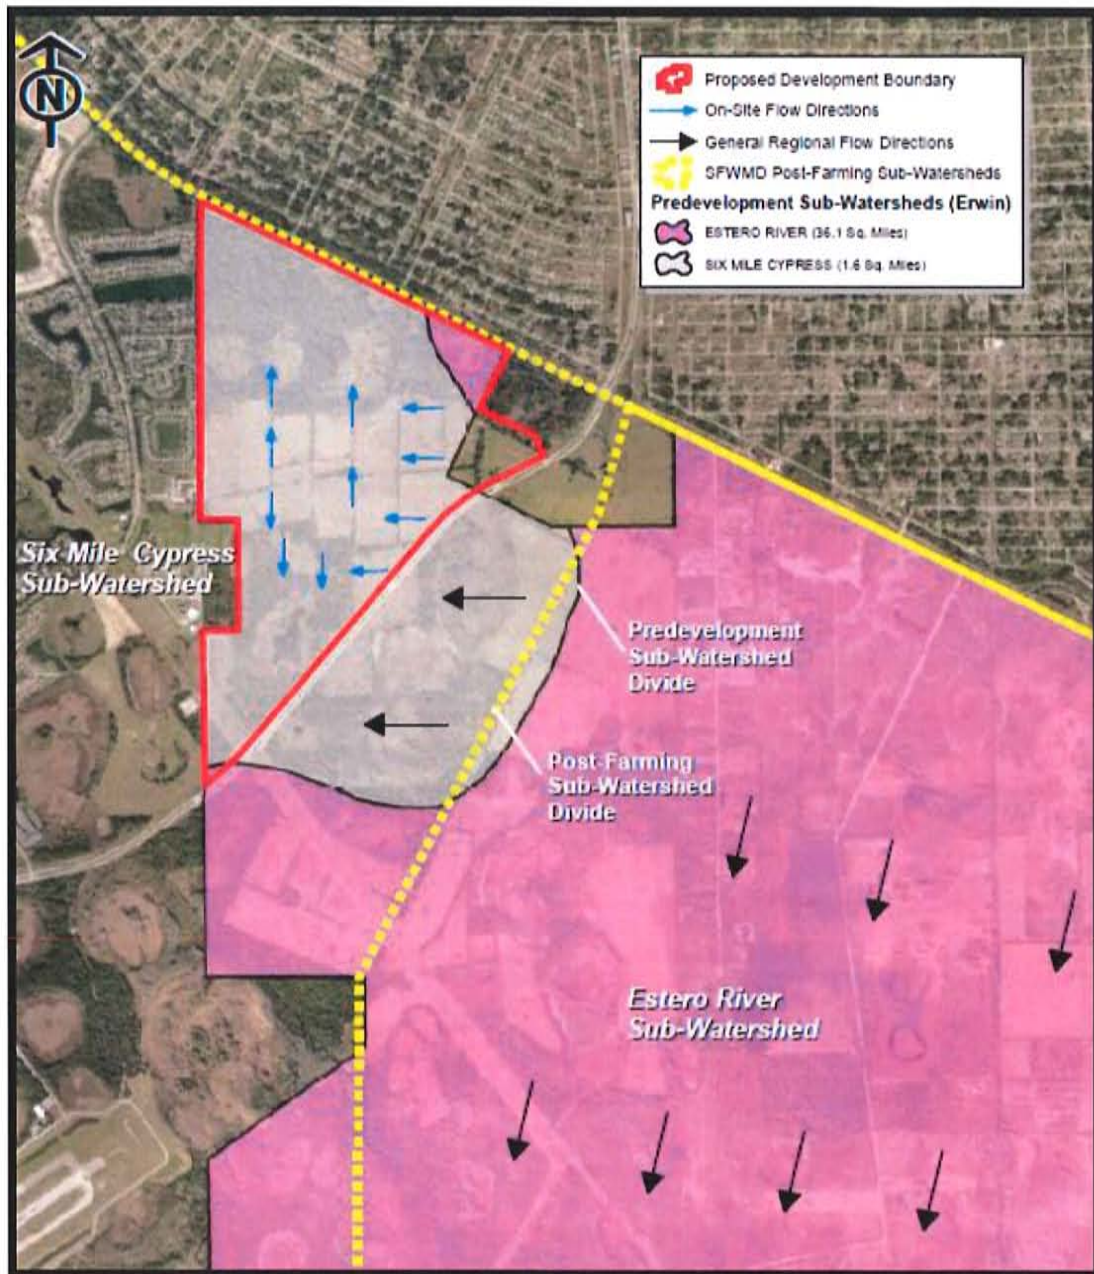 N
Proposed Development Boundary
On-Site Flow Directions
General Regional Flow Directions
SFWMD Post-Farming Sub-Watersheds
Predevelopment Sub-Watersheds (Erwin)
ESTERO RIVER (36.1 Sq. Miles)
SIX MILE CYPRESS (1.6 Sq. Miles)
Six Mile Cypress
Sub-Watershed
Predevelopment
Sub-Watershed
Divide
Post-Farming
Sub-Watershed
Divide
Estero River
Sub-Watershed